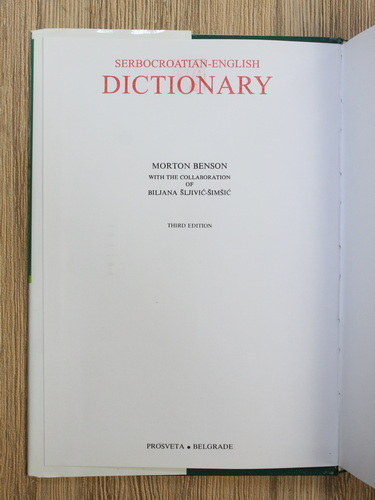 SERBOCROATIAN-ENGLISH
DICTIONARY
MORTON BENSON
WITH THE COLLABORATION
OF
BILJANA ŠLJIVIĆ-ŠIMŠIĆ
THIRD EDITION
PROSVETA • BELGRADE